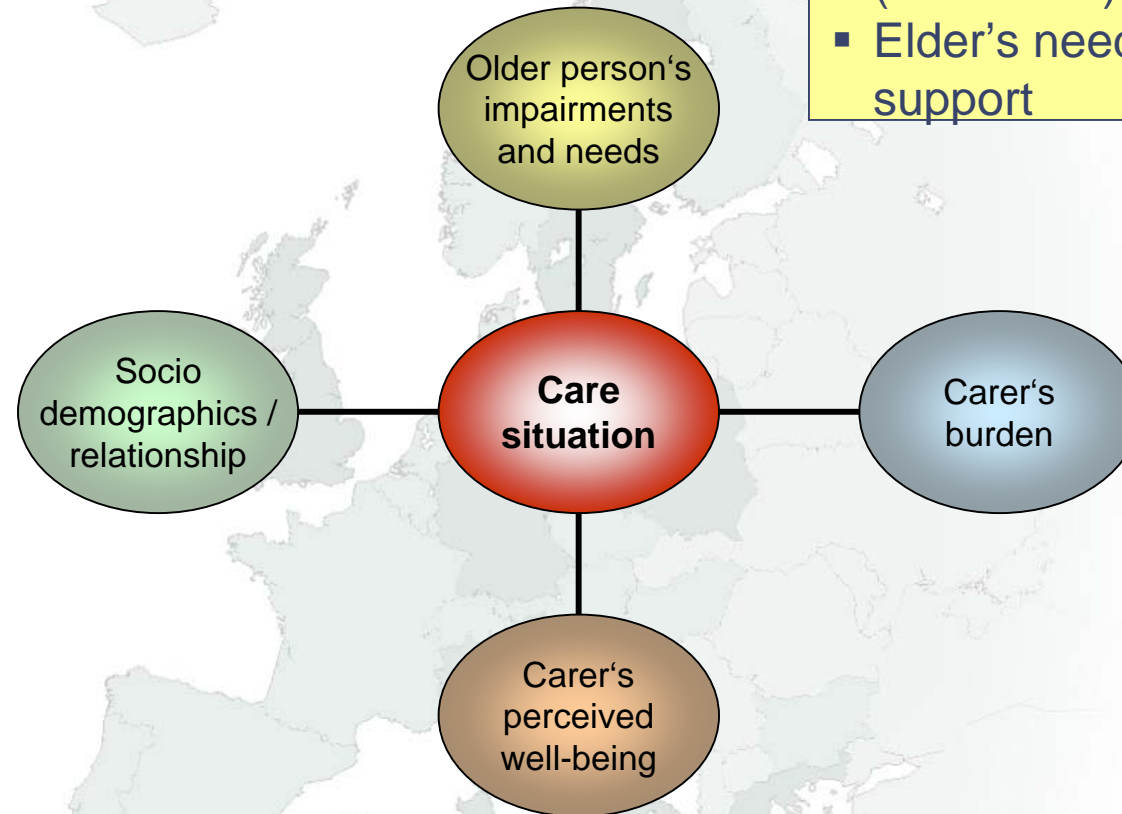 ▪ Elder's need
support
Older person‘s
impairments
and needs
Socio
demographics /
relationship
Care
situation
Carer's
burden
Carer‘s
perceived
well-being